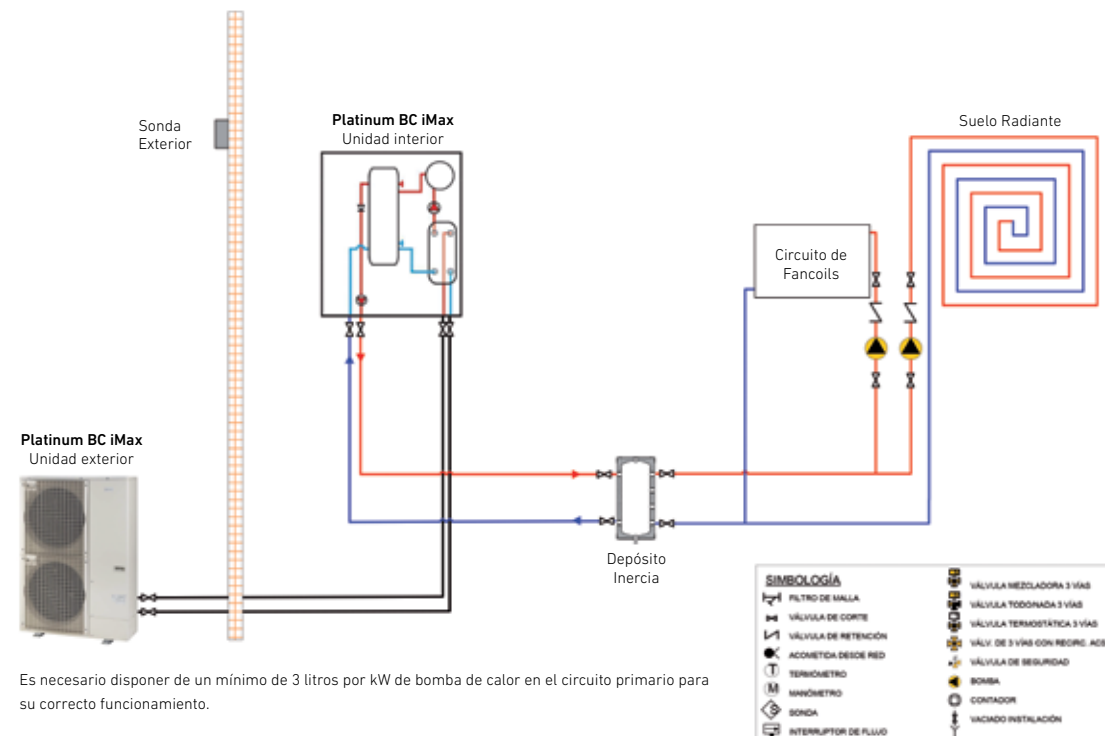 Sonda
Exterior
Platinum BC iMax
Unidad interior
Suelo Radiante
Circuito de
Fancoils
Platinum BC iMax
Unidad exterior
Depósito
Inercia
Es necesario disponer de un mínimo de 3 litros por kW de bomba de calor en el circuito primario para
su correcto funcionamiento.
SIMBOLOGÍA
FILTRO DE MALLA
VÁLVULA DE CORTE
VÁLVULA DE RETENCIÓN
ACOMETIDA DESDE RED
T
TERMOMETRO
M
MANÓMETRO
S
SONDA
INTERRUPTOR DE FLUJO
VÁLVULA MEZCLADORA 3 VÍAS
VÁLVULA TODO/NADA 3 VÍAS
VÁLVULA TERMOSTÁTICA 3 VÍAS
VÁLV. DE 3 VÍAS CON RECIRC. ACS
VÁLVULA DE SEGURIDAD
BOMBA
CONTADOR
VACIADO INSTALACIÓN